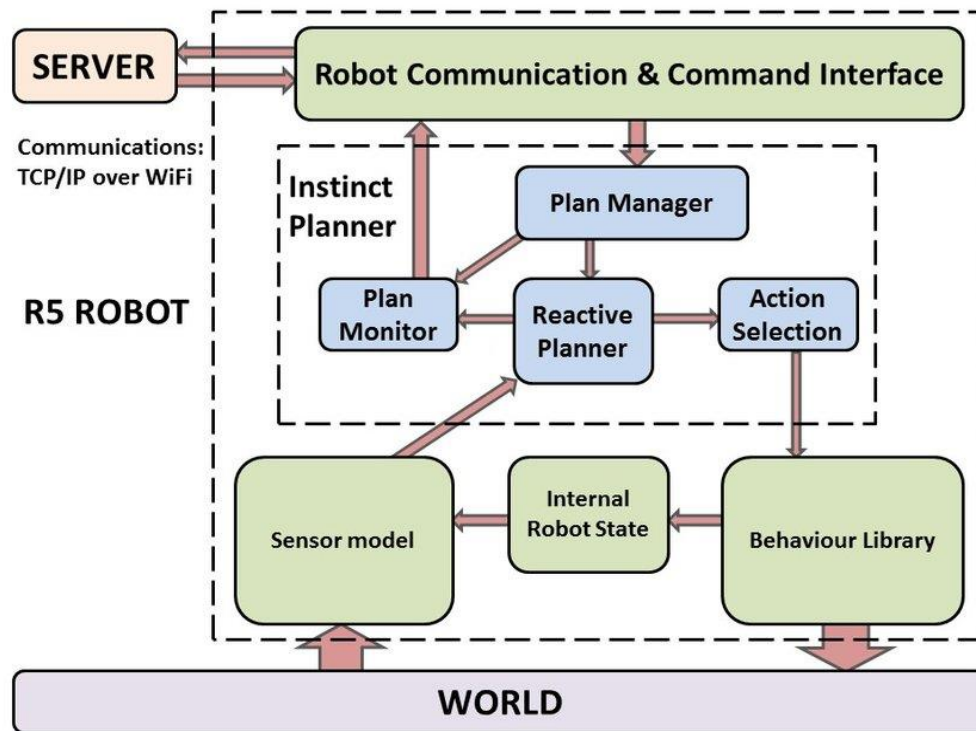 SERVER
Robot Communication & Command Interface
Communications:
TCP/IP over WiFi
Instinct
Planner
Plan Manager
R5 ROBOT
Plan
Monitor
Reactive
Planner
Action
Selection
Sensor model
Internal
Robot State
Behaviour Library
WORLD